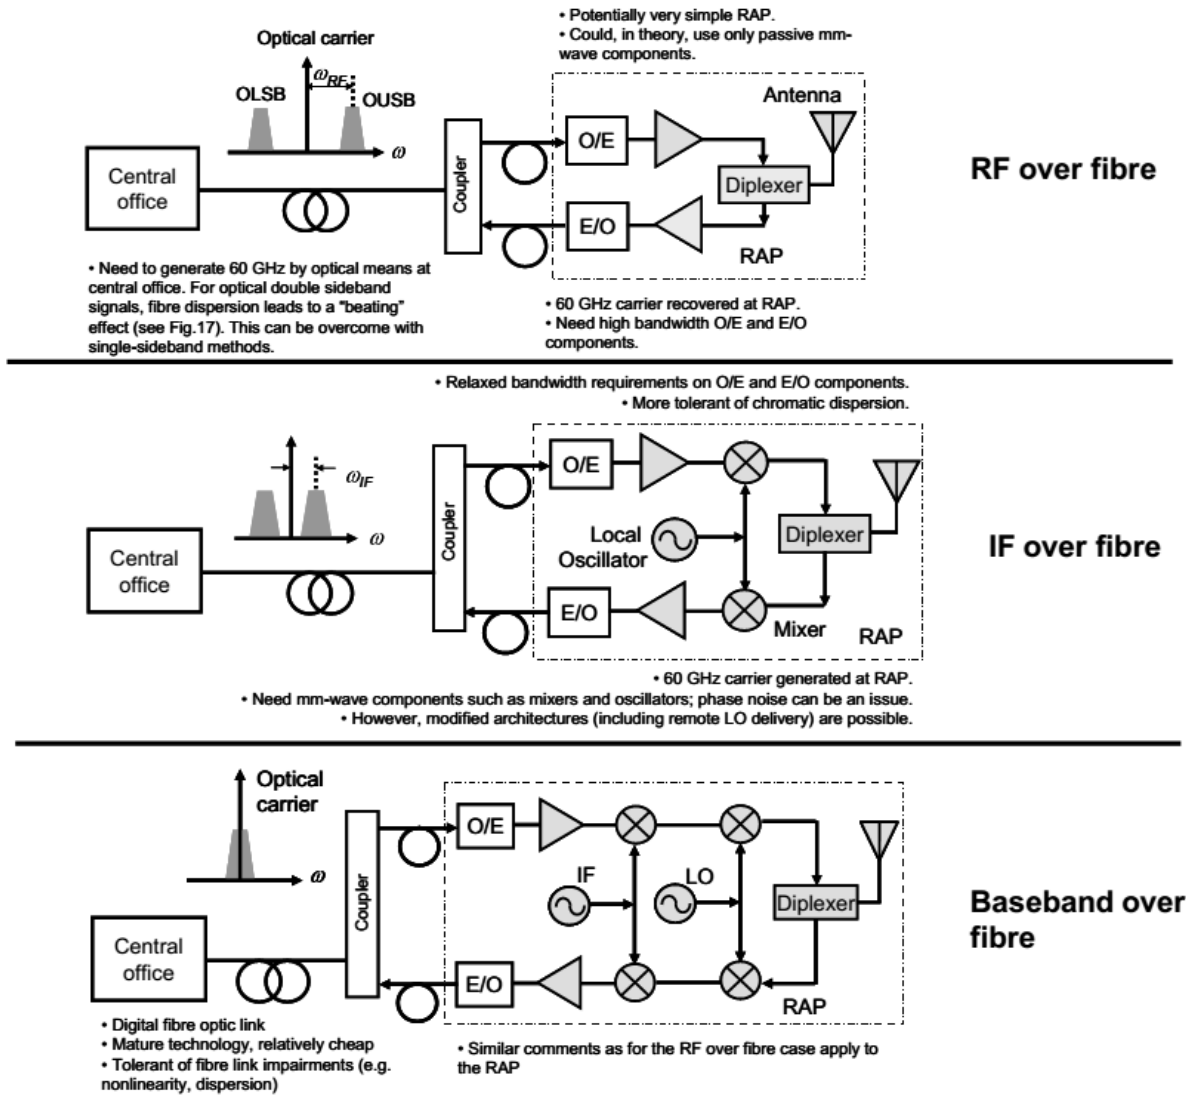 • Potentially very simple RAP.
• Could, in theory, use only passive mm-
wave components.
Optical carrier
ωRF
OLSB
OUSB
ω
Antenna
O/E
Central
office
Coupler
Diplexer
RF over fibre
E/O
RAP
• Need to generate 60 GHz by optical means at
central office. For optical double sideband
signals, fibre dispersion leads to a “beating”
effect (see Fig.17). This can be overcome with
single-sideband methods.
• 60 GHz carrier recovered at RAP.
• Need high bandwidth O/E and E/O
components.
• Relaxed bandwidth requirements on O/E and E/O components.
• More tolerant of chromatic dispersion.
ωIF
ω
O/E
Central
office
Coupler
Local
Oscillator
Diplexer
IF over fibre
E/O
Mixer
RAP
• 60 GHz carrier generated at RAP.
• Need mm-wave components such as mixers and oscillators; phase noise can be an issue.
• However, modified architectures (including remote LO delivery) are possible.
Optical
carrier
ω
O/E
Central
office
Coupler
IF
LO
Diplexer
Baseband over
fibre
E/O
RAP
• Digital fibre optic link
• Mature technology, relatively cheap
• Tolerant of fibre link impairments (e.g.
nonlinearity, dispersion)
• Similar comments as for the RF over fibre case apply to
the RAP